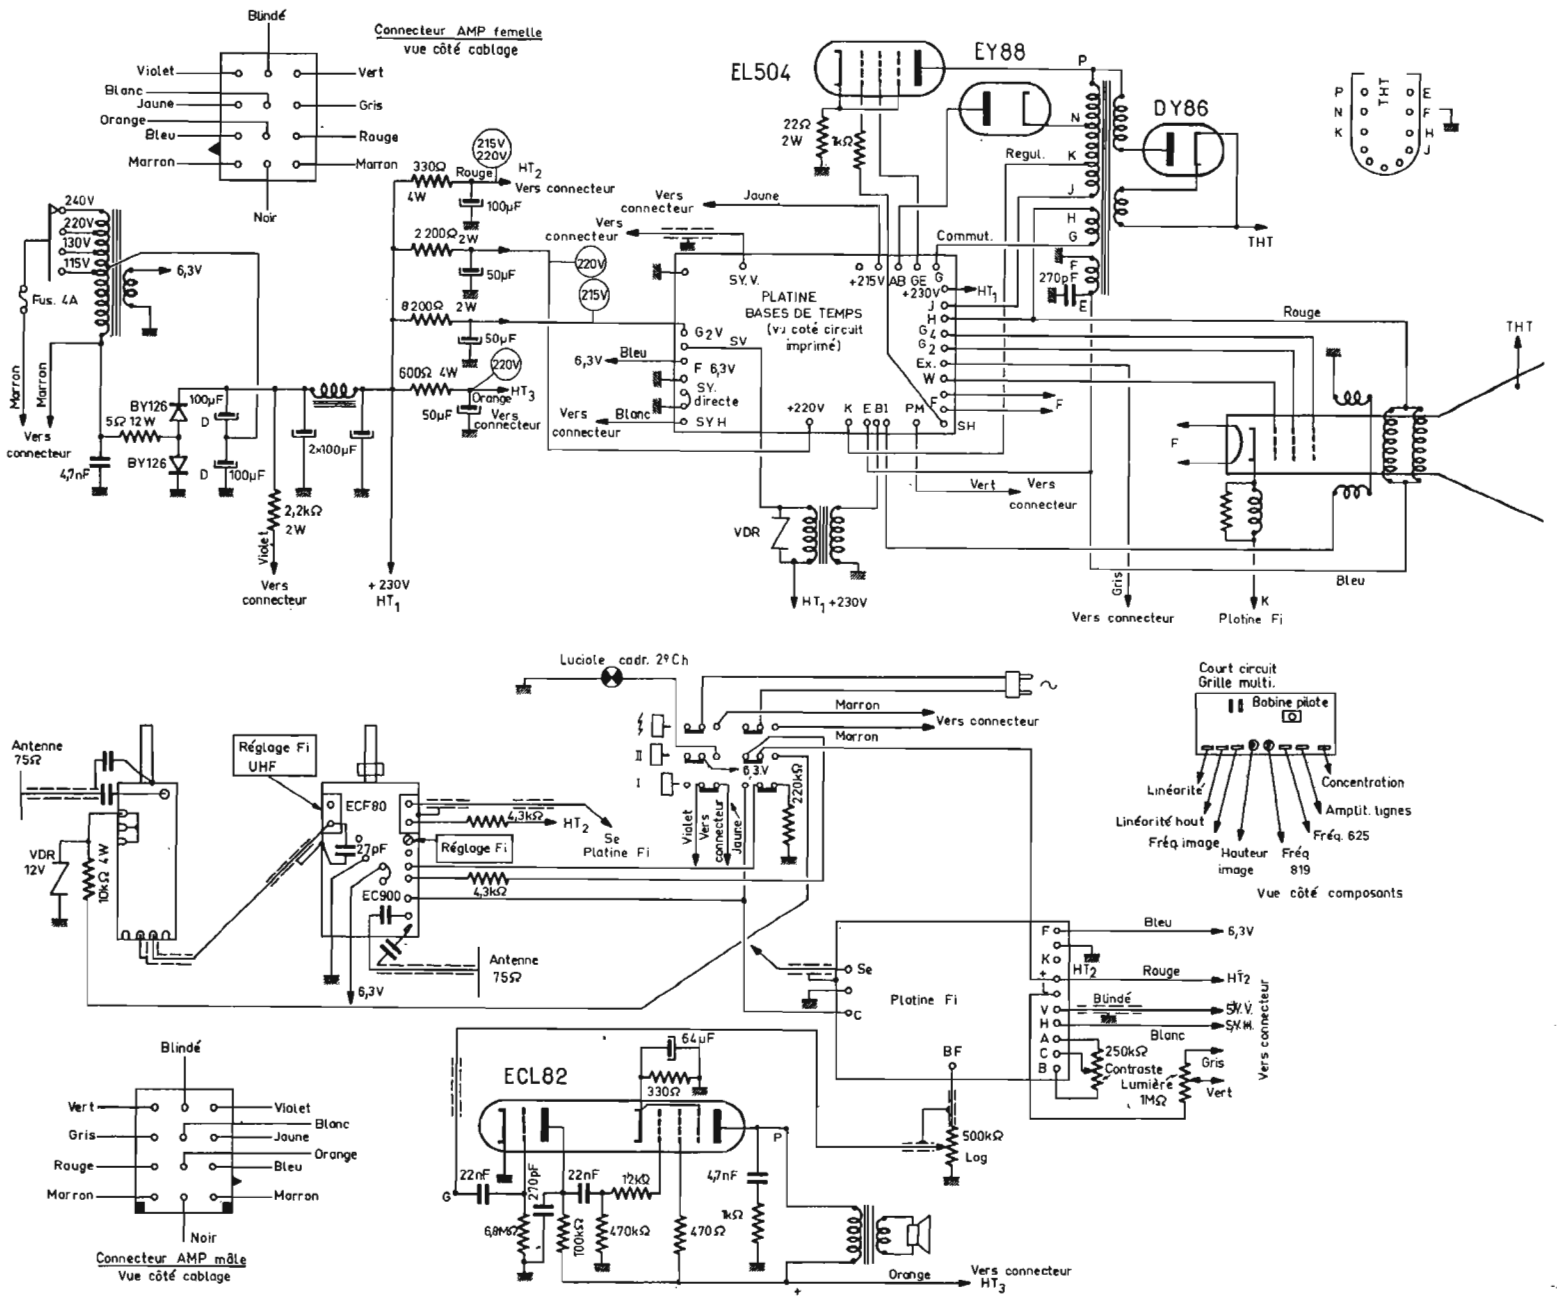 Blindé
Connecteur AMP femelle
vue côté cablage
Violet
Vert
Blanc
Jaune
Gris
Orange
Bleu
Rouge
Marron
Marron
Noir
240V
220V
130V
115V
6,3V
Fus. 4A
Marron
Marron
Vers
connecteur
4,7nF
5Ω 12W
BY126
BY126
100µF
D
D
100µF
2,2kΩ
2W
Violet
Vers
connecteur
2x100µF
+230V
HT1
330Ω
4W
Rouge
215V
220V
HT2
Vers connecteur
100µF
2200Ω
2W
50µF
220V
215V
8200Ω
2W
50µF
600Ω 4W
220V
Orange
HT3
Vers
connecteur
50µF
EL504
EY88
DY86
22Ω
2W
1kΩ
P
N
Regul.
K
J
H
Commut.
G
F
270pF
E
THT
P
N
K
THT
E
F
H
J
Vers
connecteur
Jaune
Vers
connecteur
SY.V.
+215V
AB
GE
G
PLATINE
BASES DE TEMPS
(vu coté circuit
imprimé)
+230V
HT1
J
H
G4
G2
Ex.
W
F
F
SH
G2V
SV
6,3V
Bleu
F 6,3V
SY.
directe
Vers
connecteur
Blanc
SYH
+220V
K
E
B1
PM
Vert
Vers
connecteur
VDR
HT1 +230V
Rouge
THT
F
Bleu
Gris
Vers connecteur
K
Platine Fi
Luciole cadr. 2e Ch
Marron
Vers connecteur
Marron
II
I
6.3.V
220kΩ
Violet
Vers
connecteur
Jaune
Court circuit
Grille multi.
Bobine pilote
Linéarité
Linéarité haut
Fréq. image
Hauteur
image
Fréq
819
Fréq. 625
Amplit. lignes
Concentration
Vue côté composants
Antenne
75Ω
VDR
12V
10kΩ 4W
Réglage Fi
UHF
ECF80
27pF
EC900
4,3kΩ
HT2
Réglage Fi
Se
Platine Fi
4,3kΩ
6,3V
Antenne
75Ω
Platine Fi
Se
C
BF
F
K
+
L
V
H
A
C
B
Bleu
6,3V
HT2
Rouge
HT2
Blindé
S.Y.V.
S.Y.H.
Blanc
Vers connecteur
250kΩ
Contraste
Lumière
1MΩ
Gris
Vert
500kΩ
Log
Blindé
Vert
Violet
Blanc
Gris
Jaune
Orange
Rouge
Bleu
Marron
Marron
Noir
Connecteur AMP mâle
Vue côté cablage
ECL82
64µF
330Ω
P
G
22nF
270pF
22nF
12kΩ
4,7nF
6,8MΩ
100kΩ
470kΩ
470Ω
1kΩ
Orange
+
Vers connecteur
HT3